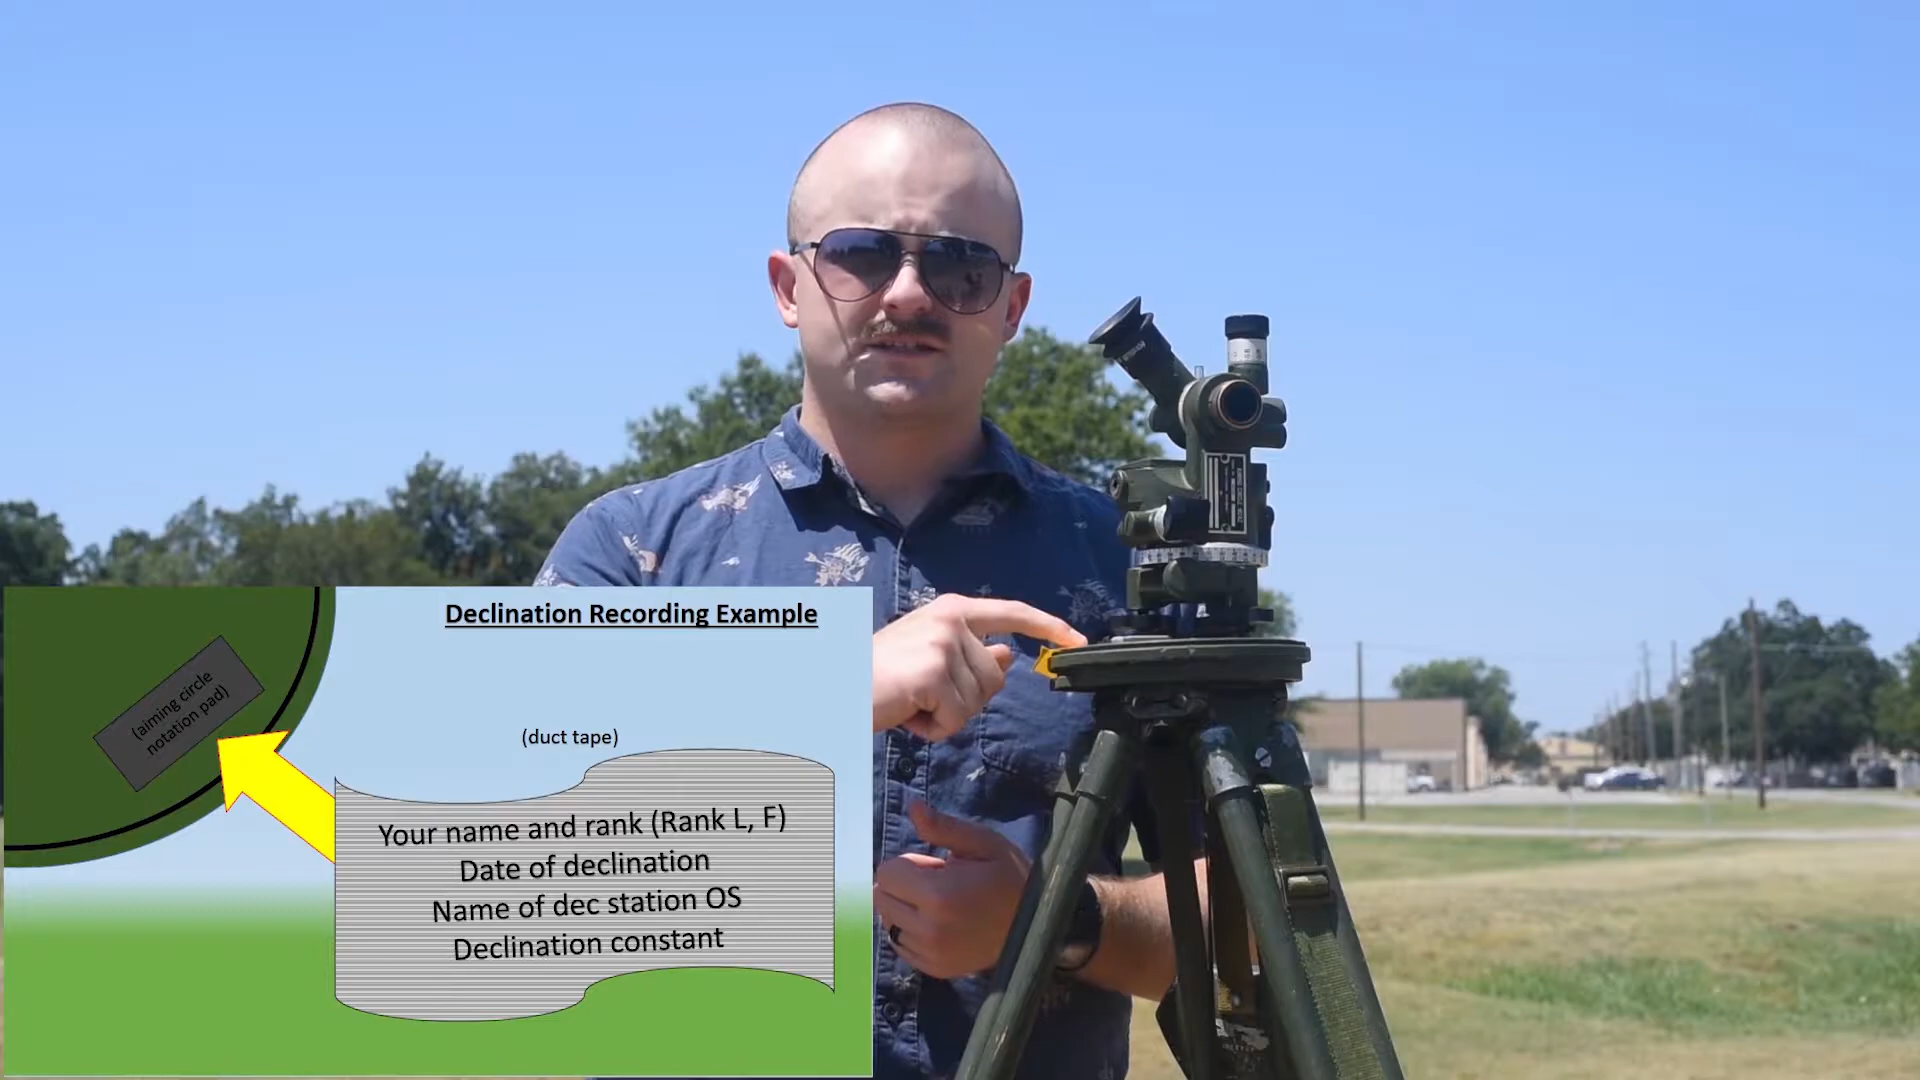 Declination Recording Example
(aiming circle
notation pad)
(duct tape)
Your name and rank (Rank L, F)
Date of declination
Name of dec station OS
Declination constant